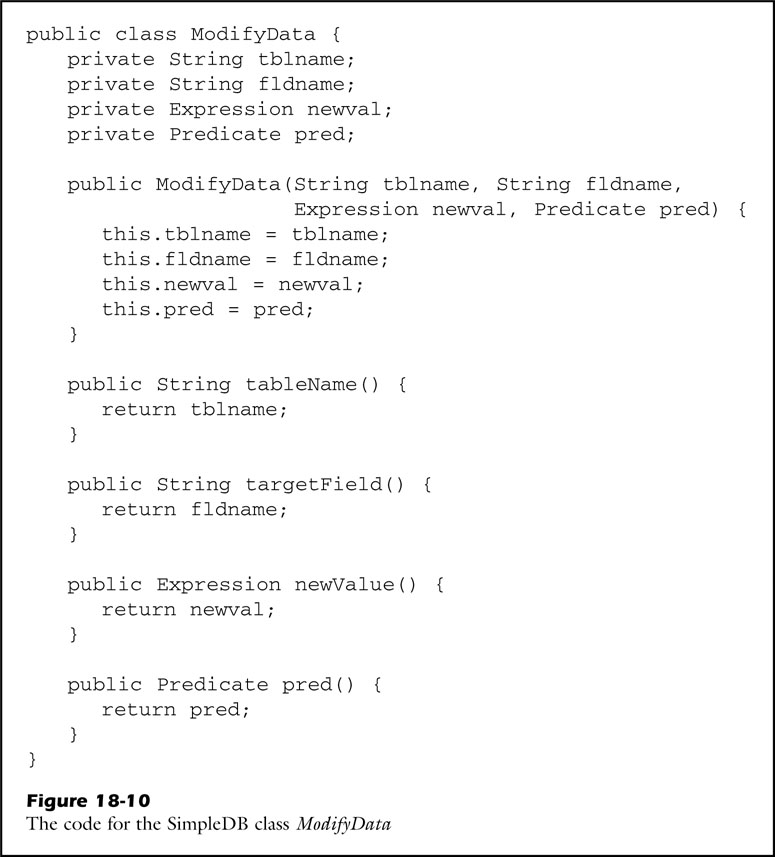 public class ModifyData {
private String tblname;
private String fldname;
private Expression newval;
private Predicate pred;
public ModifyData(String tblname, String fldname,
Expression newval, Predicate pred) {
this.tblname = tblname;
this.fldname = fldname;
this.newval = newval;
this.pred = pred;
}
public String tableName() {
return tblname;
}
public String targetField() {
return fldname;
}
public Expression newValue() {
return newval;
}
public Predicate pred() {
return pred;
}
}
Figure 18-10
The code for the SimpleDB class ModifyData